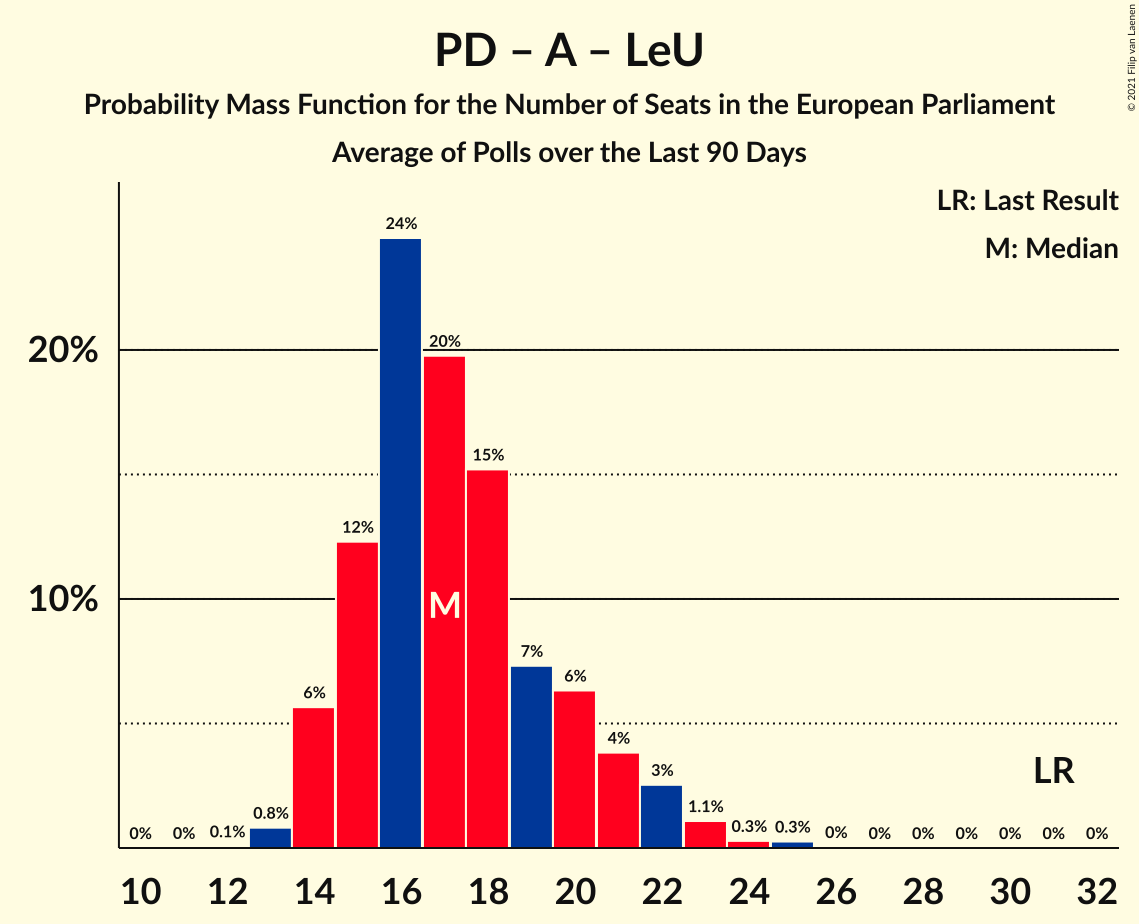 PD – A – LeU
Probability Mass Function for the Number of Seats in the European Parliament
Average of Polls over the Last 90 Days
© 2021 Filip van Laenen
LR: Last Result
M: Median
24%
20%
20%
15%
12%
10%
M
7%
6%
6%
4%
3%
LR
1.1%
0.8%
0.3%
0.3%
0% 0% 0.1% 0% 0% 0% 0% 0% 0% 0%
10 12 14 16 18 20 22 24 26 28 30 32